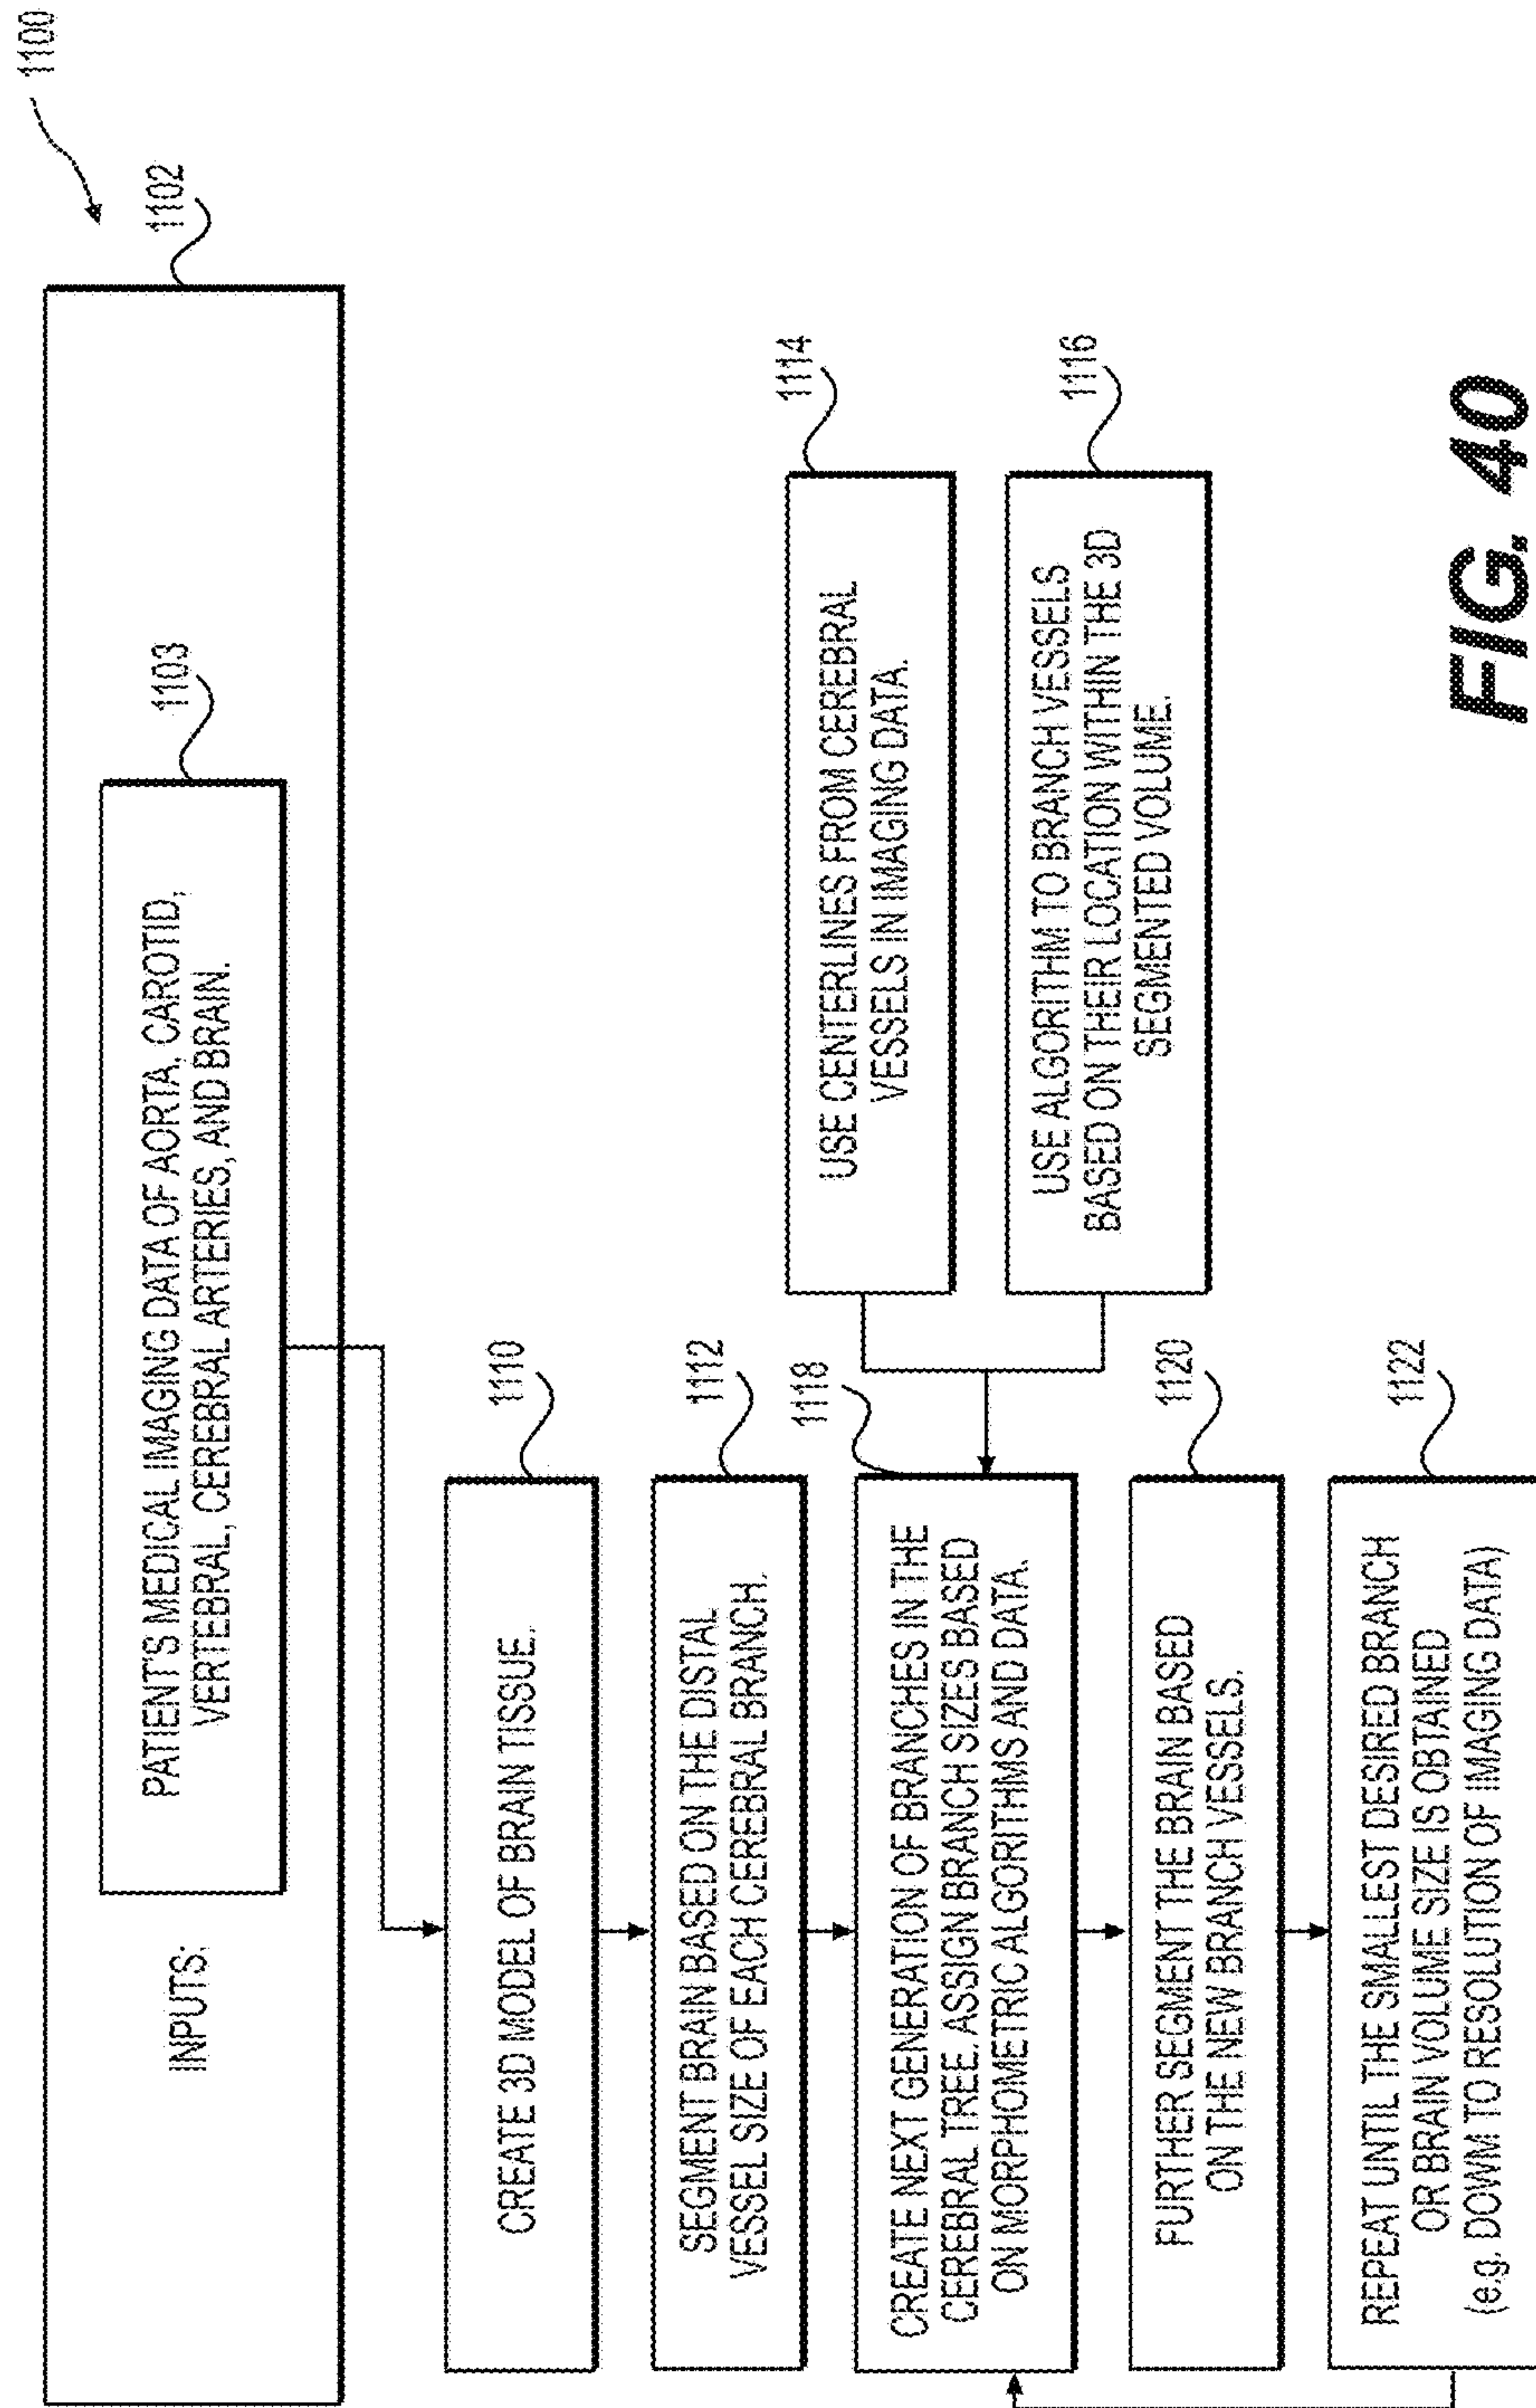 1100
1102
INPUTS:
1103
PATIENT'S MEDICAL IMAGING DATA OF AORTA, CAROTID,
VERTEBRAL, CEREBRAL ARTERIES, AND BRAIN.
1110
CREATE 3D MODEL OF BRAIN TISSUE.
1112
SEGMENT BRAIN BASED ON THE DISTAL
VESSEL SIZE OF EACH CEREBRAL BRANCH.
1114
USE CENTERLINES FROM CEREBRAL
VESSELS IN IMAGING DATA.
1116
USE ALGORITHM TO BRANCH VESSELS
BASED ON THEIR LOCATION WITHIN THE 3D
SEGMENTED VOLUME.
1118
CREATE NEXT GENERATION OF BRANCHES IN THE
CEREBRAL TREE. ASSIGN BRANCH SIZES BASED
ON MORPHOMETRIC ALGORITHMS AND DATA.
1120
FURTHER SEGMENT THE BRAIN BASED
ON THE NEW BRANCH VESSELS.
1122
REPEAT UNTIL THE SMALLEST DESIRED BRANCH
OR BRAIN VOLUME SIZE IS OBTAINED
(e.g. DOWM TO RESOLUTION OF IMAGING DATA)
FIG. 40